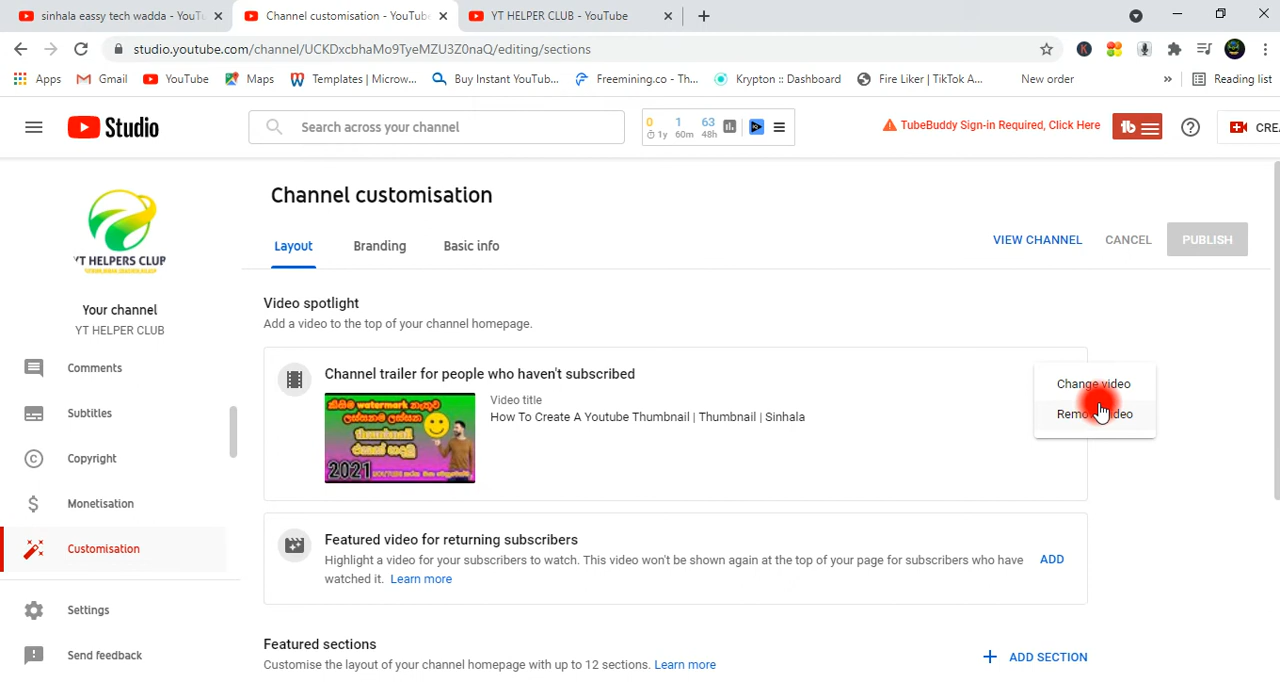 sinhala eassy tech wadda - YouT
Channel customisation - YouTube
YT HELPER CLUB - YouTube
studio.youtube.com/channel/UCKDxcbhaMo9TyeMZU3Z0naQ/editing/sections
Apps
Gmail
YouTube
Maps
Templates | Microw...
Buy Instant YouTub...
Freemining.co - Th...
Krypton :: Dashboard
Fire Liker | TikTok A...
New order
»
Reading list
Studio
Search across your channel
0 1 63
1y 60m 48h
TubeBuddy Sign-in Required, Click Here
CREA
Channel customisation
YT HELPERS CLUB
Layout
Branding
Basic info
VIEW CHANNEL
CANCEL
PUBLISH
Your channel
YT HELPER CLUB
Comments
Subtitles
Copyright
Monetisation
Customisation
Settings
Send feedback
Video spotlight
Add a video to the top of your channel homepage.
Channel trailer for people who haven't subscribed
Video title
How To Create A Youtube Thumbnail | Thumbnail | Sinhala
watermark
2021
Change video
Remove video
Featured video for returning subscribers
Highlight a video for your subscribers to watch. This video won't be shown again at the top of your page for subscribers who have
watched it. Learn more
ADD
Featured sections
Customise the layout of your channel homepage with up to 12 sections. Learn more
ADD SECTION